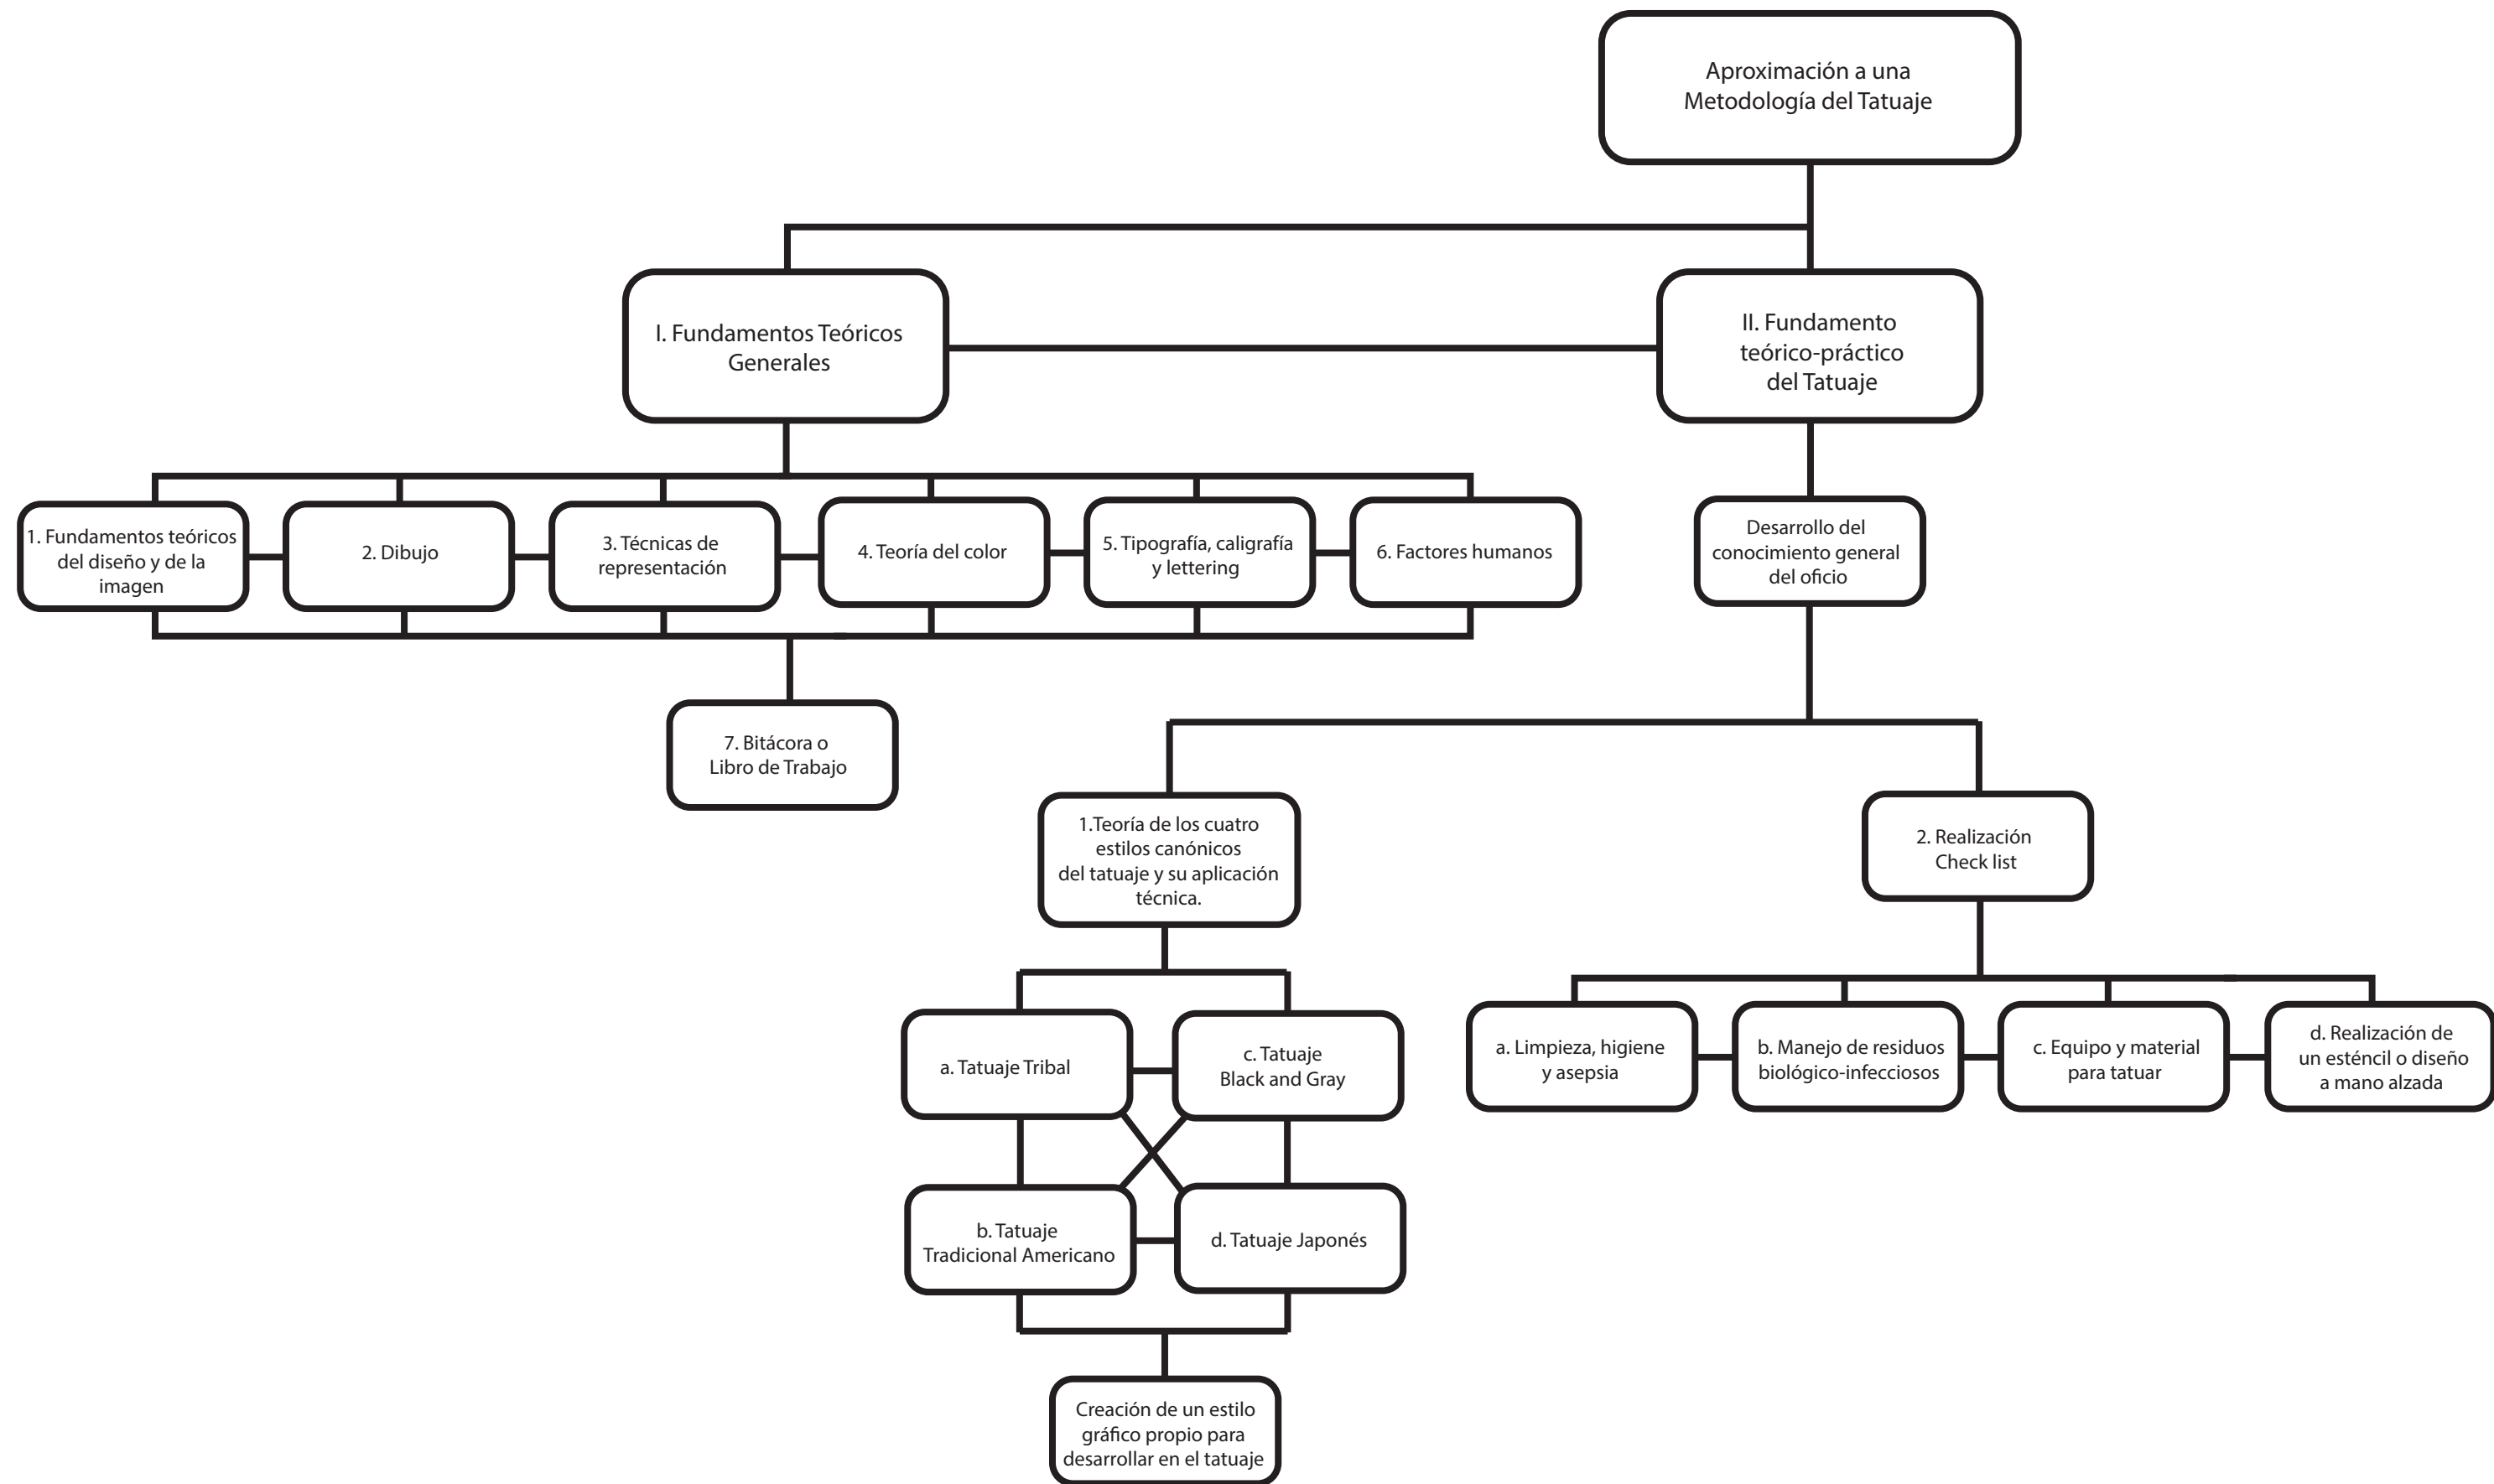 Aproximación a una
Metodología del Tatuaje
I. Fundamentos Teóricos
Generales
II. Fundamento
teórico-práctico
del Tatuaje
1. Fundamentos teóricos
del diseño y de la
imagen
2. Dibujo
3. Técnicas de
representación
4. Teoría del color
5. Tipografía, caligrafía
y lettering
6. Factores humanos
Desarrollo del
conocimiento general
del oficio
7. Bitácora o
Libro de Trabajo
1.Teoría de los cuatro
estilos canónicos
del tatuaje y su aplicación
técnica.
2. Realización
Check list
a. Tatuaje Tribal
c. Tatuaje
Black and Gray
b. Tatuaje
Tradicional Americano
d. Tatuaje Japonés
a. Limpieza, higiene
y asepsia
b. Manejo de residuos
biológico-infecciosos
c. Equipo y material
para tatuar
d. Realización de
un esténcil o diseño
a mano alzada
Creación de un estilo
gráfico propio para
desarrollar en el tatuaje